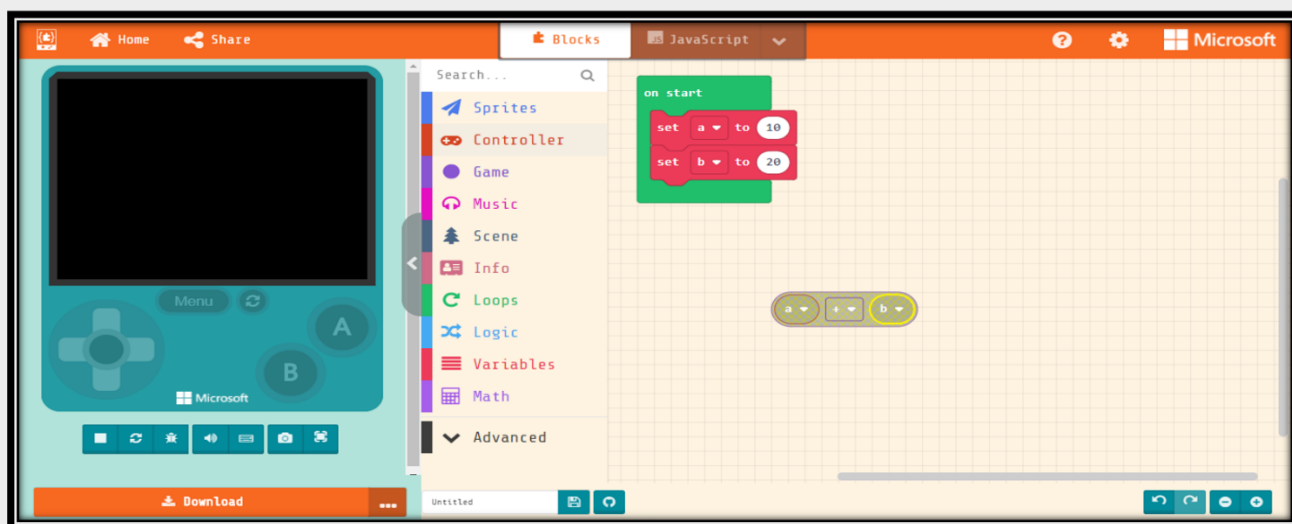 Home Share Blocks JavaScript Microsoft
Menu
A
B
Microsoft
Download
Search...
Sprites
Controller
Game
Music
Scene
Info
Loops
Logic
Variables
Math
Advanced
Untitled
on start
set a to 10
set b to 20
a + b